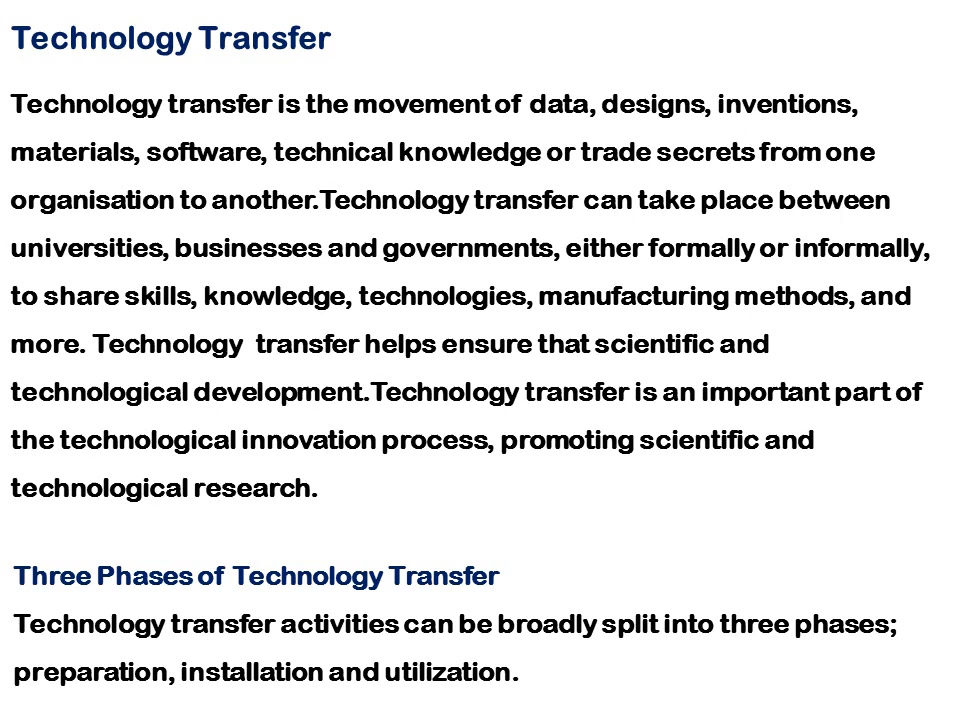 Technology Transfer
Technology transfer is the movement of data, designs, inventions,
materials, software, technical knowledge or trade secrets from one
organisation to another.Technology transfer can take place between
universities, businesses and governments, either formally or informally,
to share skills, knowledge, technologies, manufacturing methods, and
more. Technology transfer helps ensure that scientific and
technological development.Technology transfer is an important part of
the technological innovation process, promoting scientific and
technological research.
Three Phases of Technology Transfer
Technology transfer activities can be broadly split into three phases;
preparation, installation and utilization.